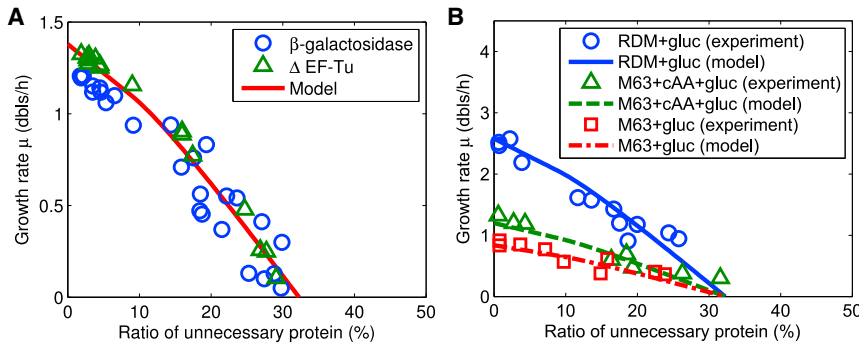 A
Growth rate μ (dbls/h)
1.5
1
0.5
0
0 10 20 30 40 50
Ratio of unnecessary protein (%)
β-galactosidase
Δ EF-Tu
Model
B
Growth rate μ (dbls/h)
4
3
2
1
0
0 10 20 30 40 50
Ratio of unnecessary protein (%)
RDM+gluc (experiment)
RDM+gluc (model)
M63+cAA+gluc (experiment)
M63+cAA+gluc (model)
M63+gluc (experiment)
M63+gluc (model)